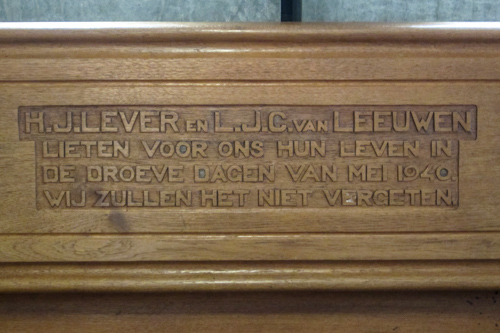 H.J.LEVER EN L.J.C.VAN LEEUWEN
LIETEN VOOR ONS HUN LEVEN IN
DE DROEVE DAGEN VAN MEI 1940.
WIJ ZULLEN HET NIET VERGETEN.